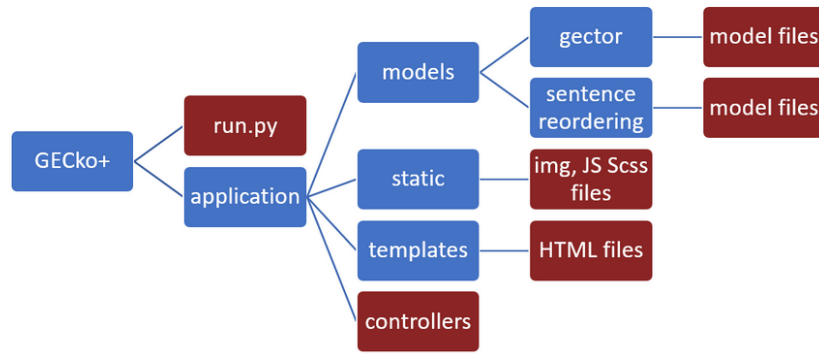 GECko+
run.py
application
models
gector
model files
sentence
reordering
model files
static
img, JS Scss
files
templates
HTML files
controllers